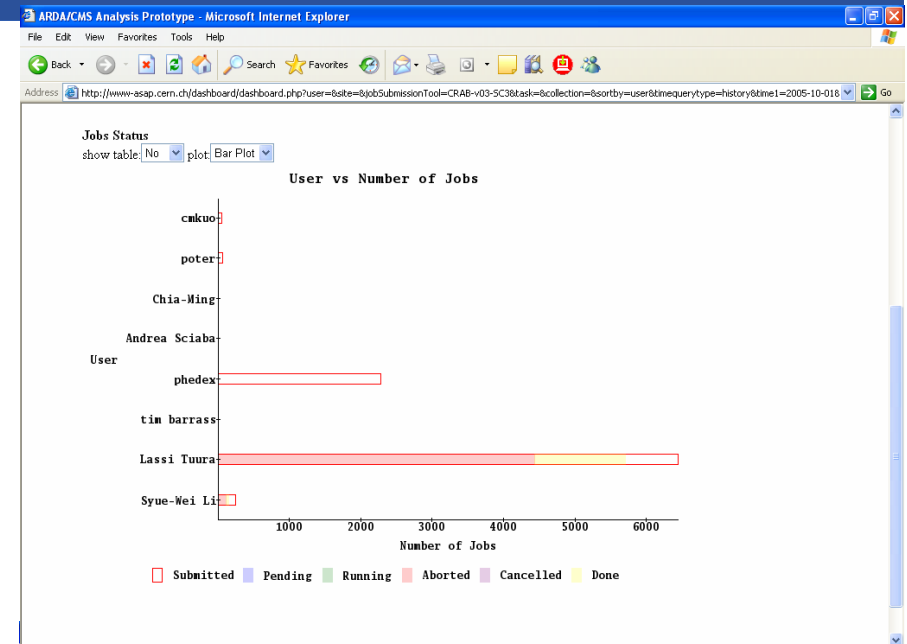 ARDA/CMS Analysis Prototype - Microsoft Internet Explorer
File Edit View Favorites Tools Help
Back Search Favorites
Address http://www-asap.cern.ch/dashboard/dashboard.php?user=&site=&jobSubmissionTool=CRAB-v03-SC3&task=&collection=&sortby=user&timequerytype=history&time1=2005-10-018 Go
Jobs Status
show table: No plot: Bar Plot
User vs Number of Jobs
cmkuo
poter
Chia-Ming
Andrea Sciaba
User
phedex
tim barrass
Lassi Tuura
Syue-Wei Li
1000 2000 3000 4000 5000 6000
Number of Jobs
Submitted Pending Running Aborted Cancelled Done